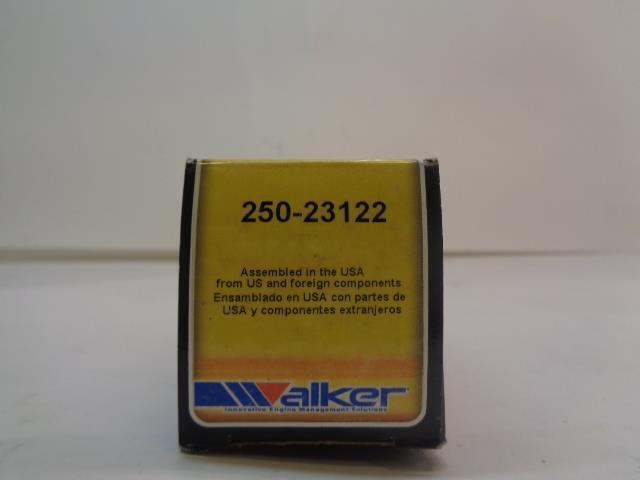 250-23122
Assembled in the USA
from US and foreign components
Ensamblado en USA con partes de
USA y componentes extranjeros
Walker
Innovative Engine Management Solutions